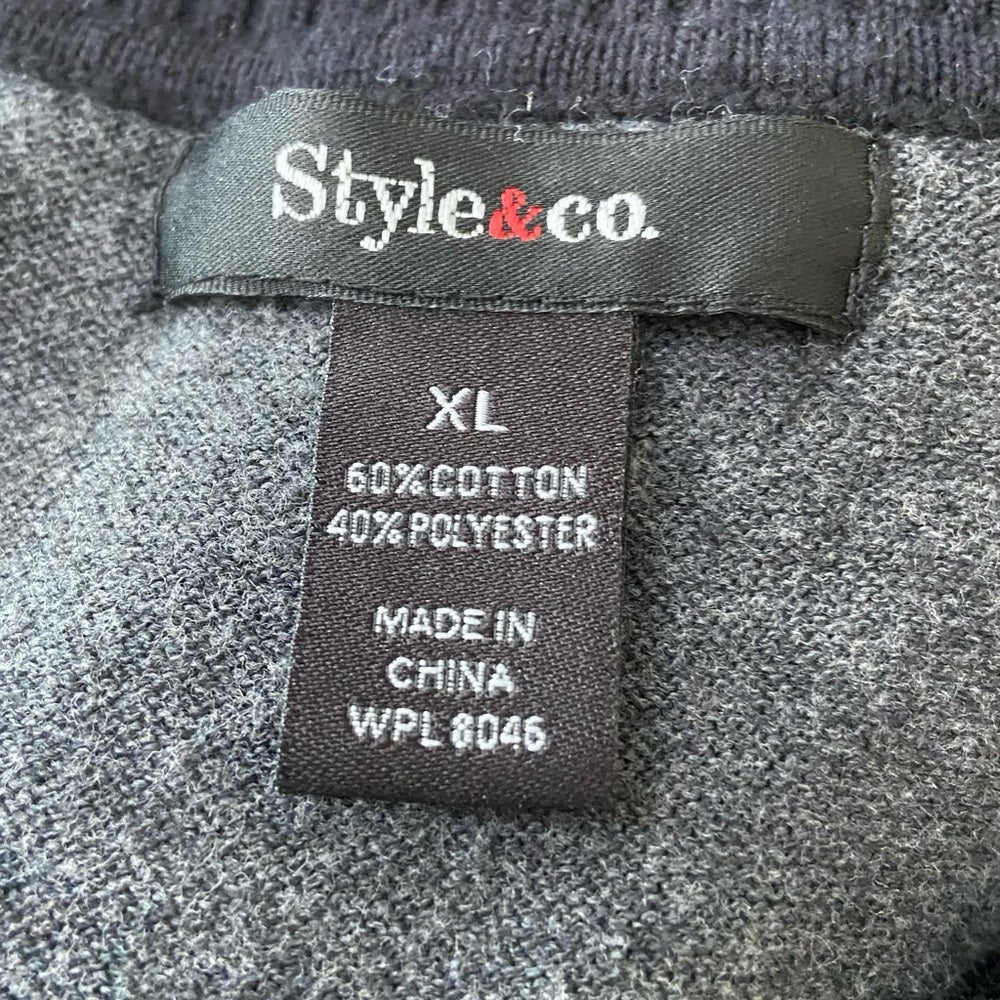 Style&co.
XL
60%COTTON
40%POLYESTER
MADE IN
CHINA
WPL 8046